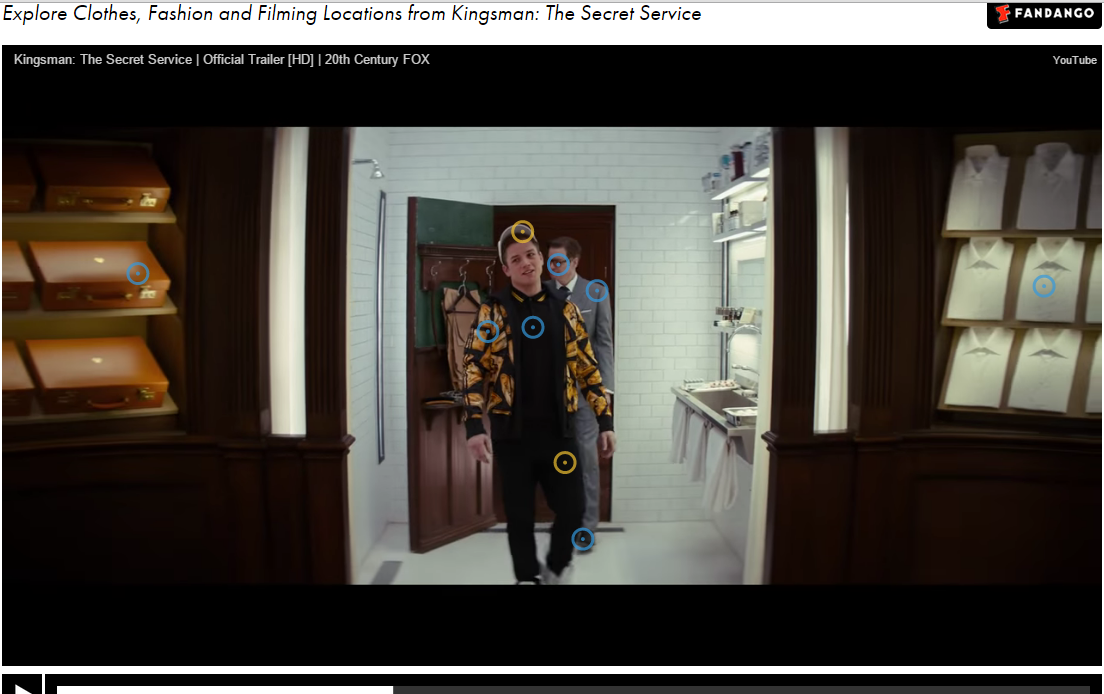 Explore Clothes, Fashion and Filming Locations from Kingsman: The Secret Service
FANDANGO
Kingsman: The Secret Service | Official Trailer [HD] | 20th Century FOX
YouTube